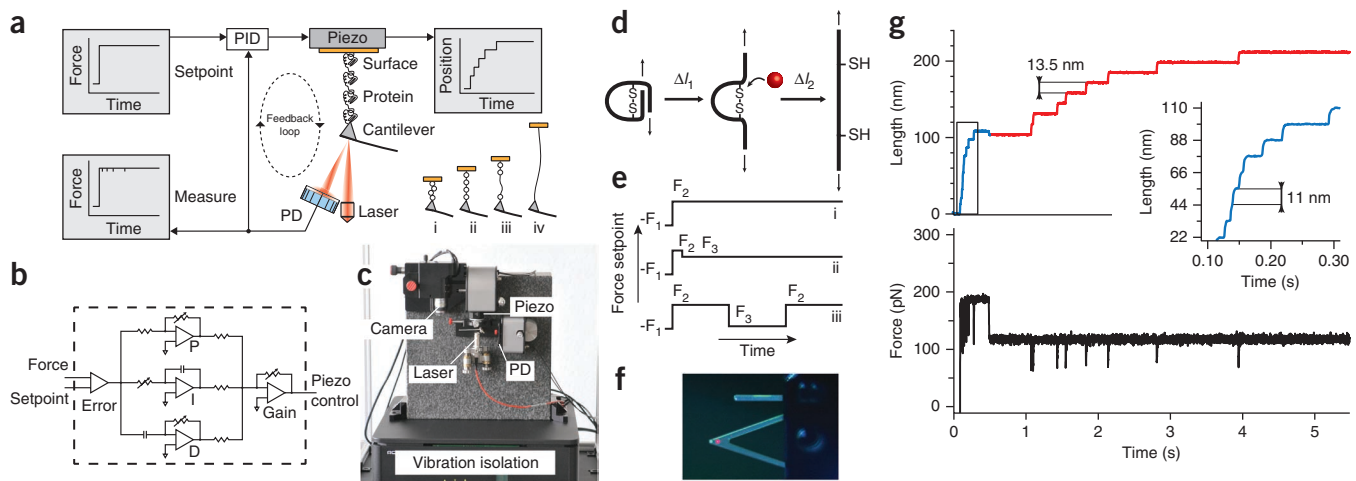 a
Force
Time
Setpoint
PID
Piezo
Surface
Protein
Cantilever
Position
Time
Feedback
loop
Force
Time
Measure
PD
Laser
i
ii
iii
iv
b
Force
Setpoint
Error
P
I
D
Gain
Piezo
control
c
Camera
Piezo
Laser
PD
Vibration isolation
d
S-S
Δl₁
S-S
Δl₂
SH
SH
e
Force setpoint
F₂
-F₁
i
F₂ F₃
-F₁
ii
F₂ F₃ F₂
-F₁
iii
Time
f
g
Length (nm)
200
160
120
80
40
0
13.5 nm
Length (nm)
110
88
66
44
22
11 nm
0.10 0.20 0.30
Time (s)
Force (pN)
200
100
0
0 1 2 3 4 5
Time (s)